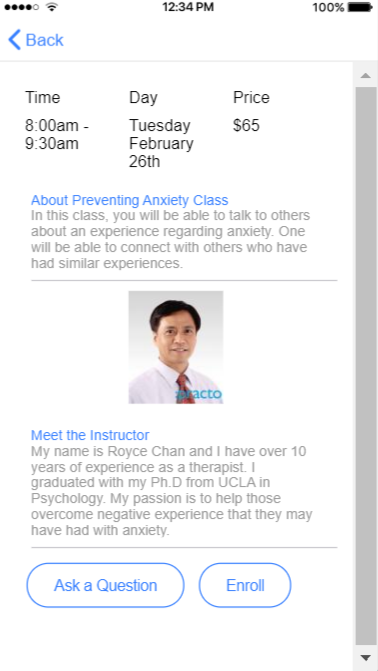 12:34 PM
100%
Back
Time Day Price
8:00am - Tuesday $65
9:30am February
26th
About Preventing Anxiety Class
In this class, you will be able to talk to others
about an experience regarding anxiety. One
will be able to connect with others who have
had similar experiences.
practo
Meet the Instructor
My name is Royce Chan and I have over 10
years of experience as a therapist. I
graduated with my Ph.D from UCLA in
Psychology. My passion is to help those
overcome negative experience that they may
have had with anxiety.
Ask a Question
Enroll